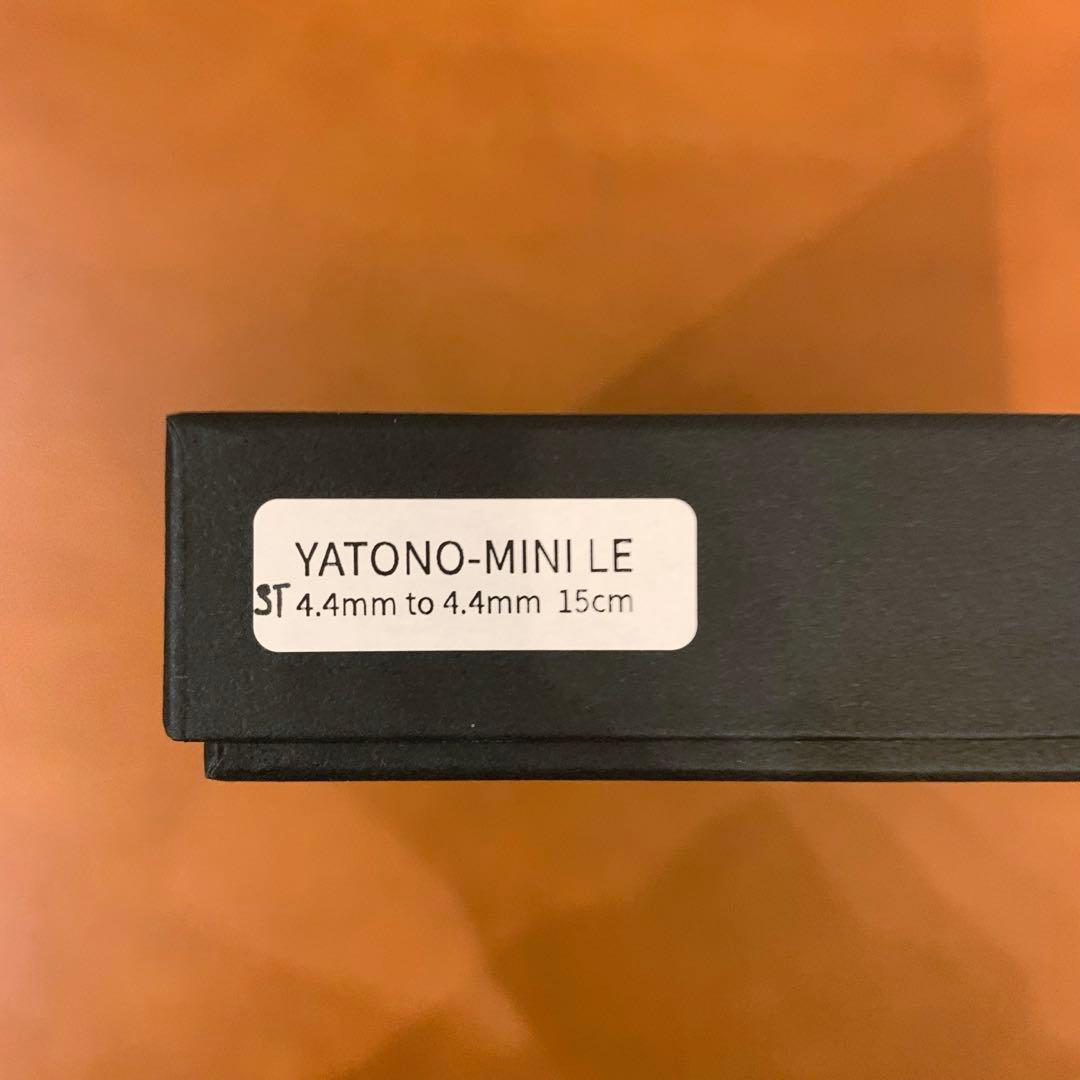 YATONO-MINI LE
ST 4.4mm to 4.4mm 15cm